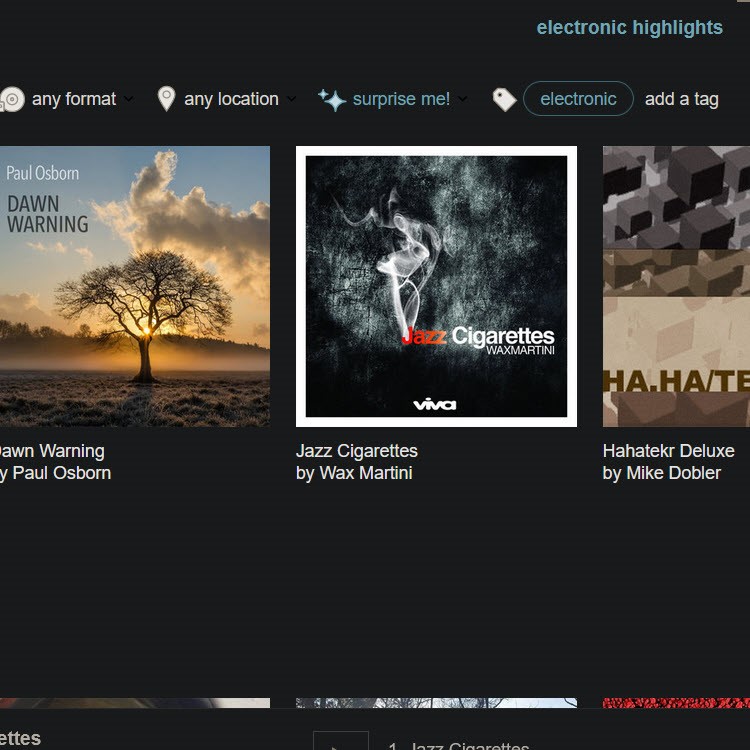 electronic highlights
any format
any location
surprise me!
electronic
add a tag
Paul Osborn
DAWN
WARNING
Jazz Cigarettes
WAXMARTINI
viva
HA.HA/TE
Dawn Warning
by Paul Osborn
Jazz Cigarettes
by Wax Martini
Hahatekr Deluxe
by Mike Dobler
ettes
1. Jazz Cigarettes